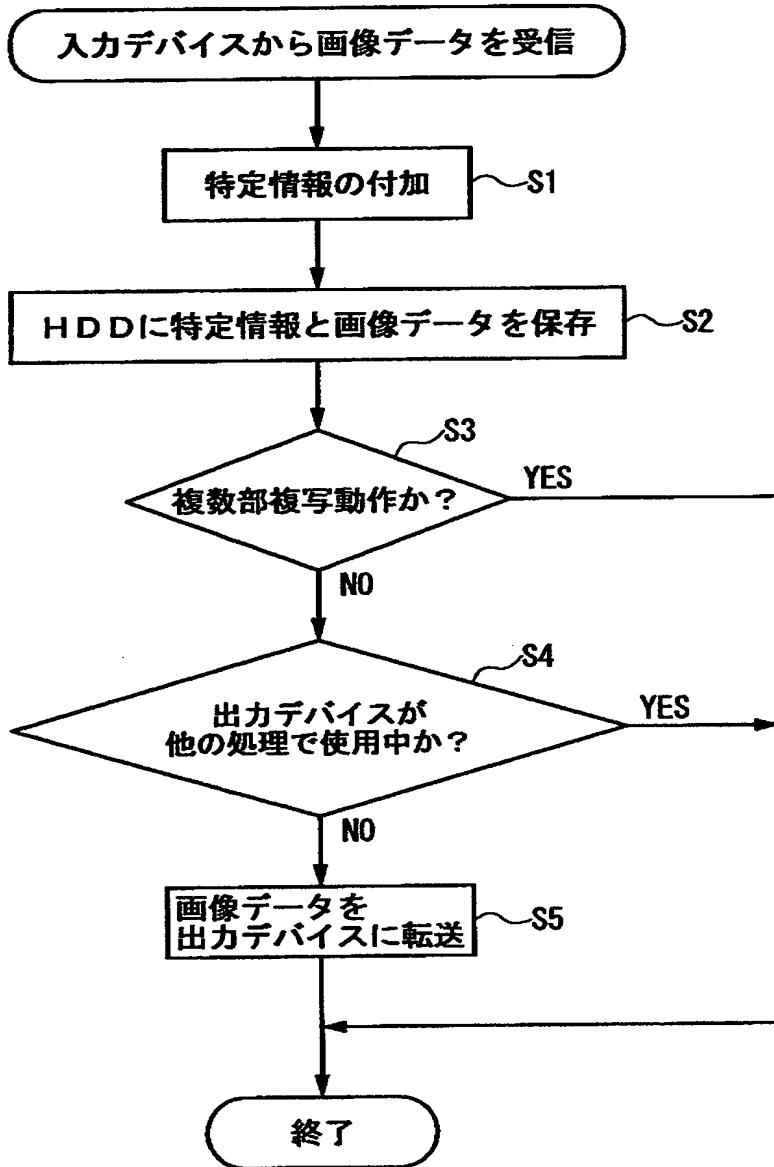 入力デバイスから画像データを受信
特定情報の付加
S1
HDDに特定情報と画像データを保存
S2
S3
複数部複写動作か?
YES
NO
S4
出力デバイスが
他の処理で使用中か?
YES
NO
画像データを
出力デバイスに転送
S5
終了